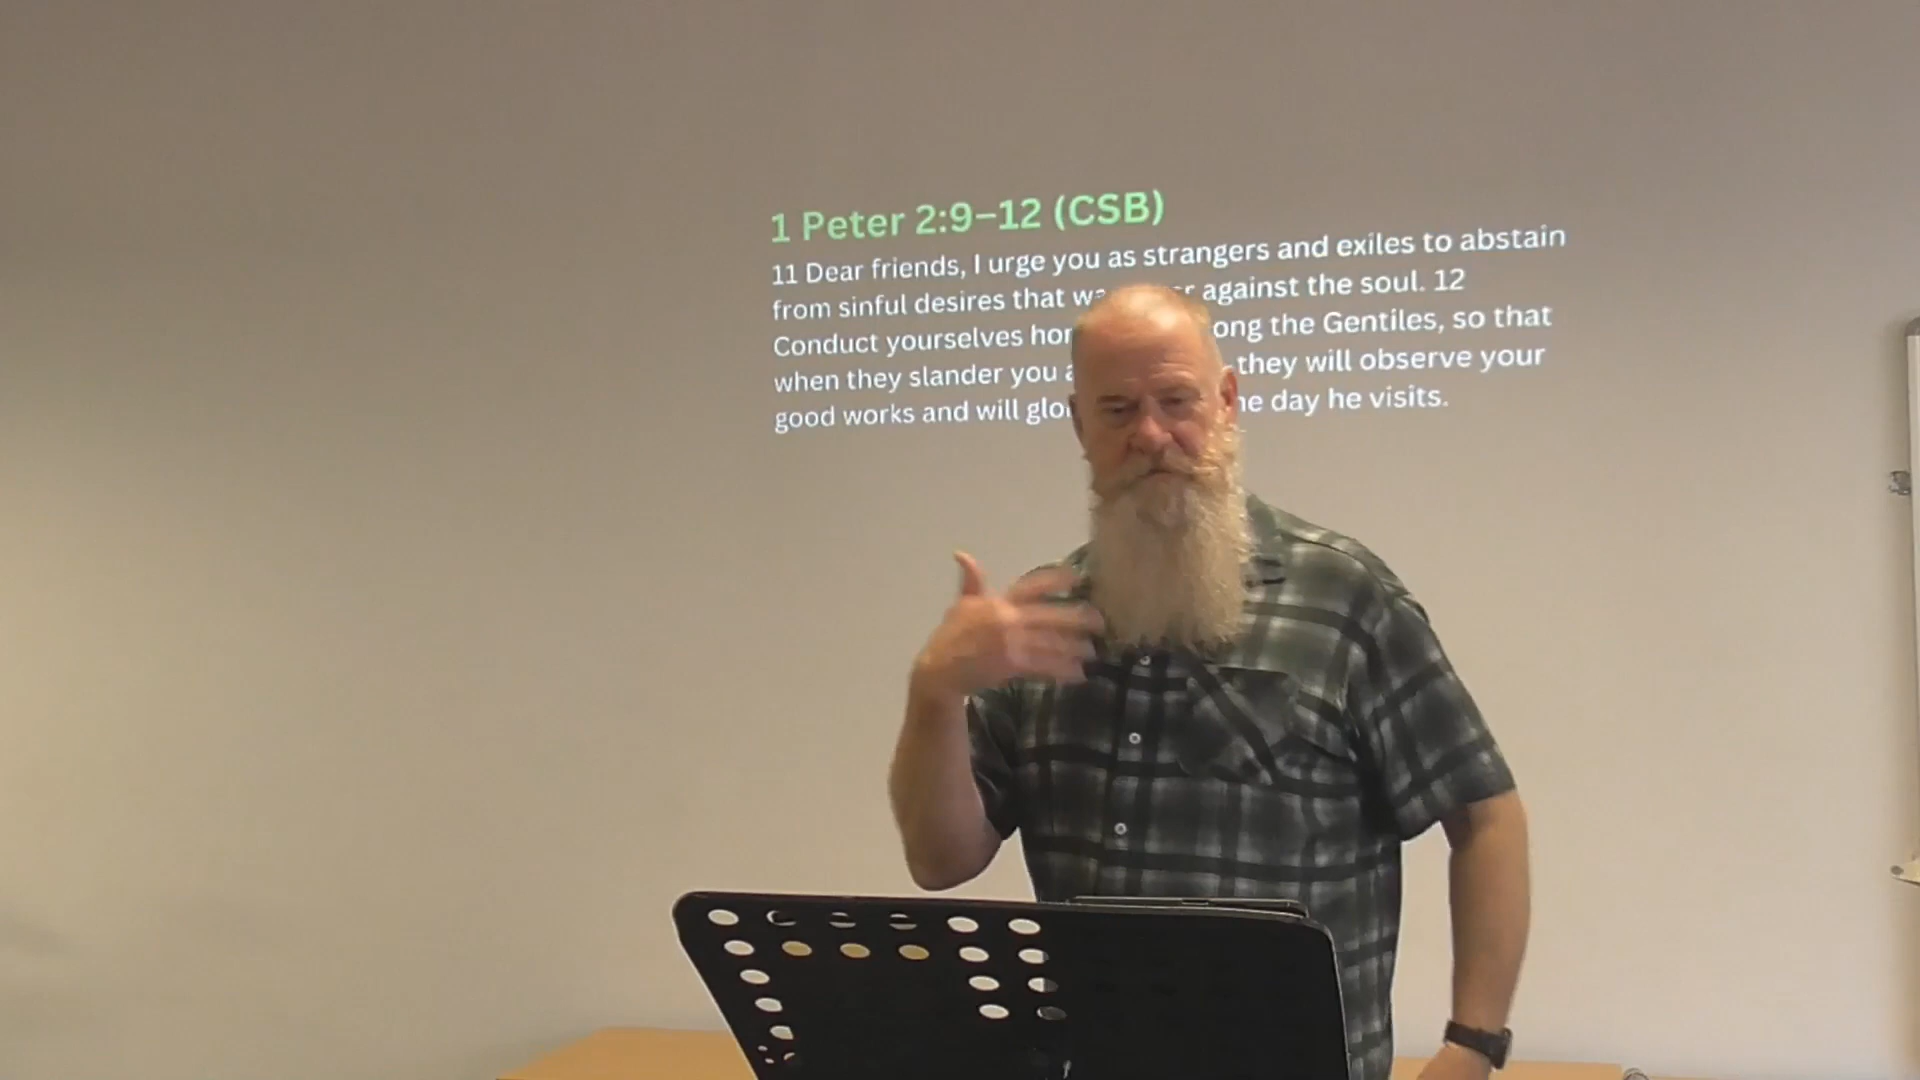 1 Peter 2:9–12 (CSB)
11 Dear friends, I urge you as strangers and exiles to abstain
from sinful desires that against the soul. 12
Conduct yourselves the Gentiles, so that
when they slander you they will observe your
good works and will day he visits.